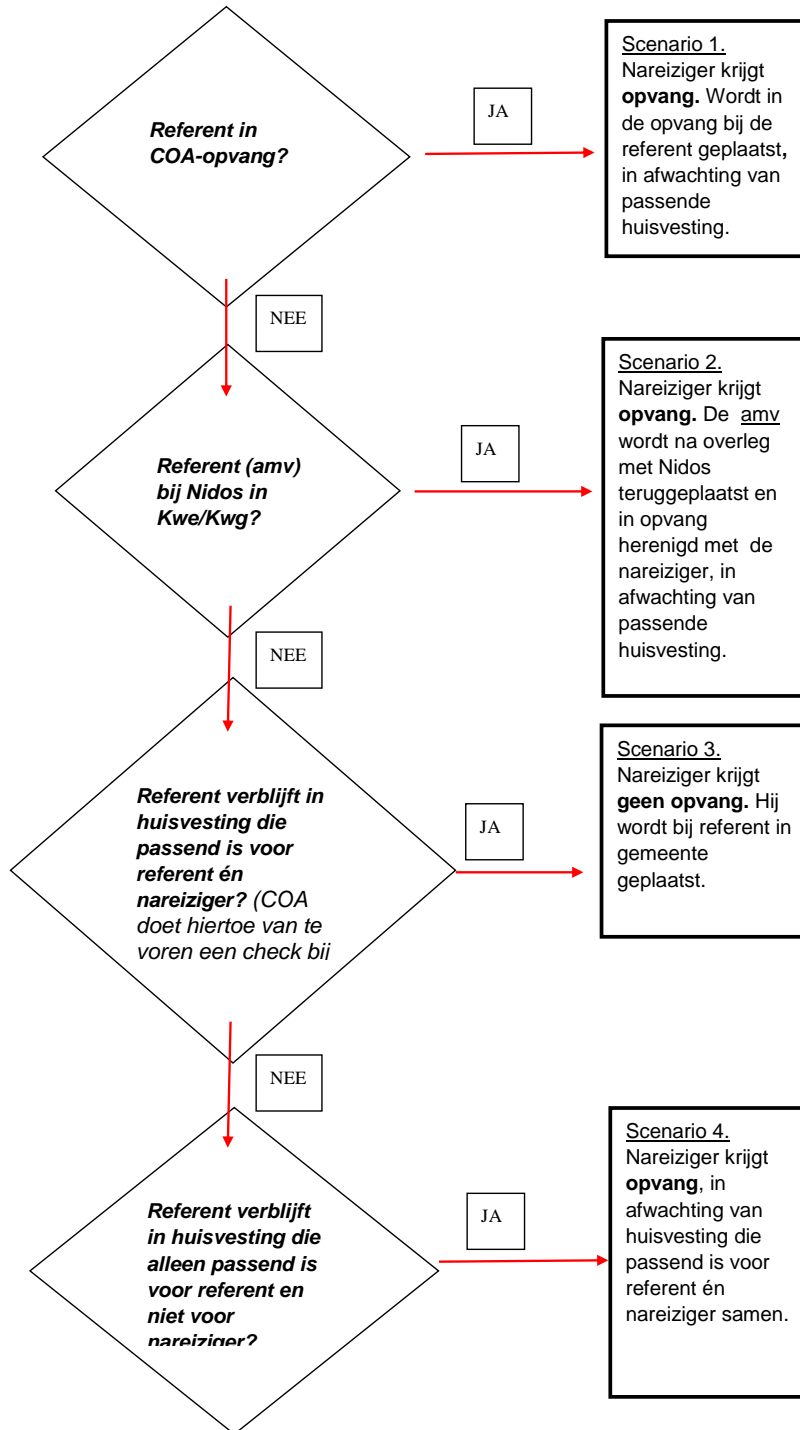 Referent in
COA-opvang?
JA
Scenario 1.
Nareiziger krijgt
opvang. Wordt in
de opvang bij de
referent geplaatst,
in afwachting van
passende
huisvesting.
NEE
Referent (amv)
bij Nidos in
Kwe/Kwg?
JA
Scenario 2.
Nareiziger krijgt
opvang. De amv
wordt na overleg
met Nidos
teruggeplaatst en
in opvang
herenigd met de
nareiziger, in
afwachting van
passende
huisvesting.
NEE
Referent verblijft in
huisvesting die
passend is voor
referent én
nareiziger? (COA
doet hiertoe van te
voren een check bij
JA
Scenario 3.
Nareiziger krijgt
geen opvang. Hij
wordt bij referent in
gemeente
geplaatst.
NEE
Referent verblijft
in huisvesting die
alleen passend is
voor referent en
niet voor
nareiziger?
JA
Scenario 4.
Nareiziger krijgt
opvang, in
afwachting van
huisvesting die
passend is voor
referent én
nareiziger samen.